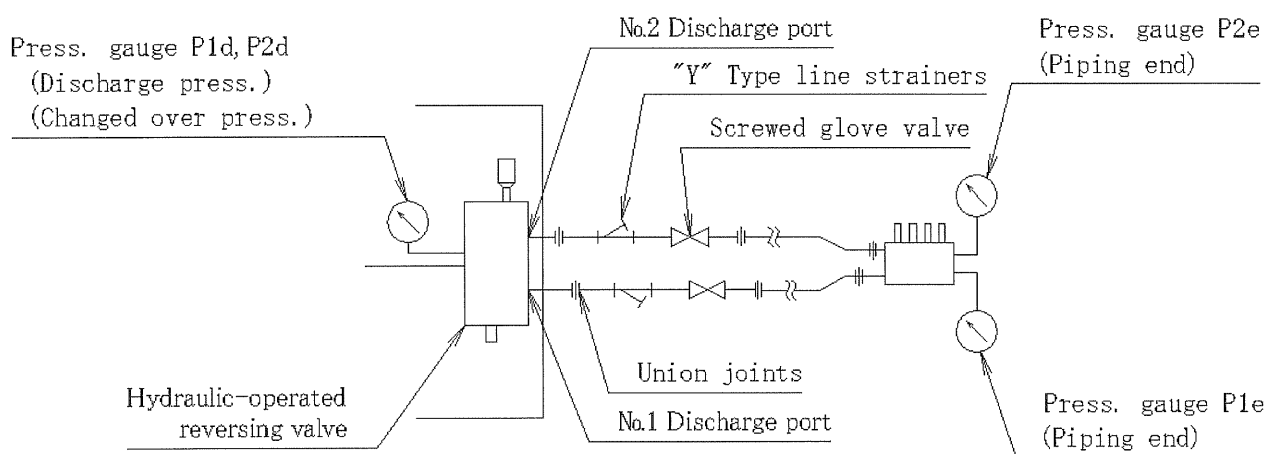 Press. gauge P1d, P2d
(Discharge press.)
(Changed over press.)
No.2 Discharge port
"Y" Type line strainers
Screwed glove valve
Press. gauge P2e
(Piping end)
Hydraulic-operated
reversing valve
Union joints
No.1 Discharge port
Press. gauge P1e
(Piping end)